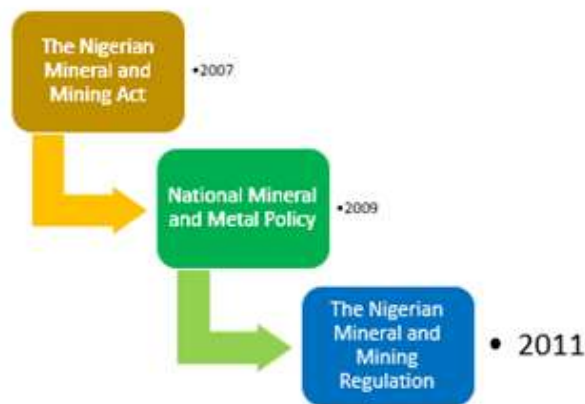 The Nigerian
Mineral and
Mining Act
•2007
National Mineral
and Metal Policy
•2009
The Nigerian
Mineral and
Mining
Regulation
• 2011